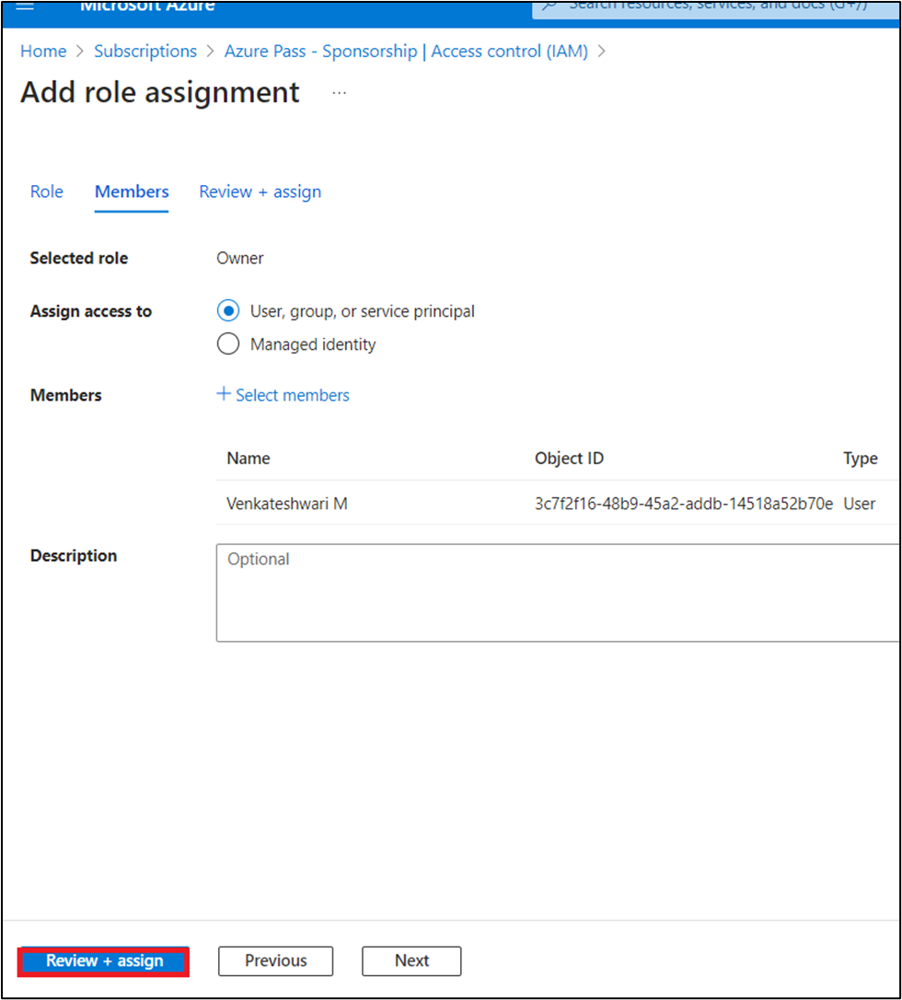 Microsoft Azure
Search resources, services, and docs (G+/)
Home > Subscriptions > Azure Pass - Sponsorship | Access control (IAM) >
Add role assignment ...
Role Members Review + assign
Selected role Owner
Assign access to User, group, or service principal
Managed identity
Members + Select members
Name Object ID Type
Venkateshwari M 3c7f2f16-48b9-45a2-addb-14518a52b70e User
Description Optional
Review + assign Previous Next